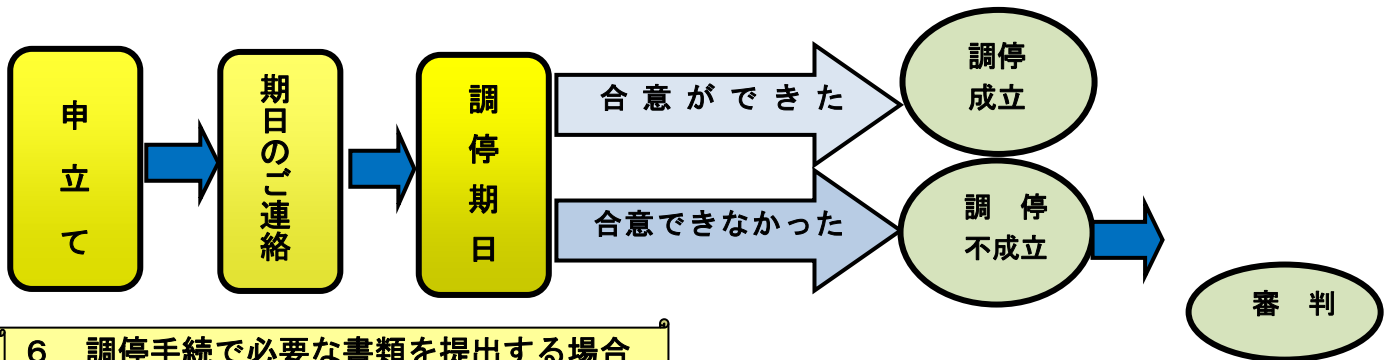 申立て
期日のご連絡
調停期日
合意ができた
合意できなかった
調停
成立
調　停
不成立
審　判
６　調停手続で必要な書類を提出する場合